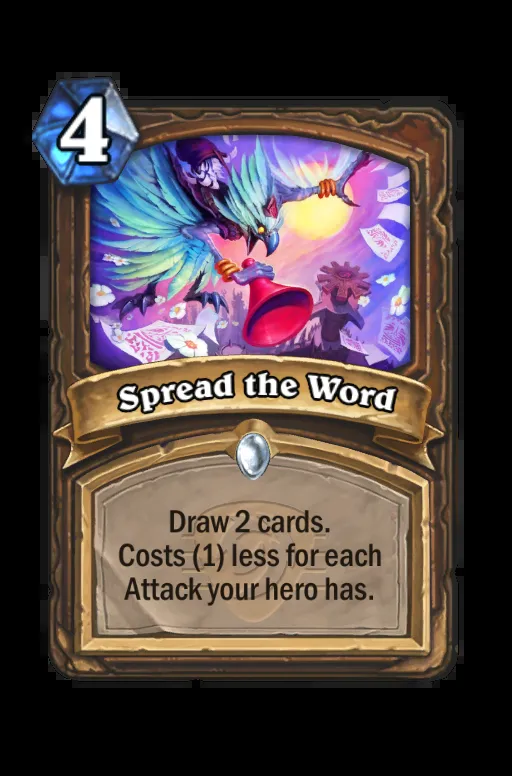 4
Spread the Word
Draw 2 cards.
Costs (1) less for each
Attack your hero has.